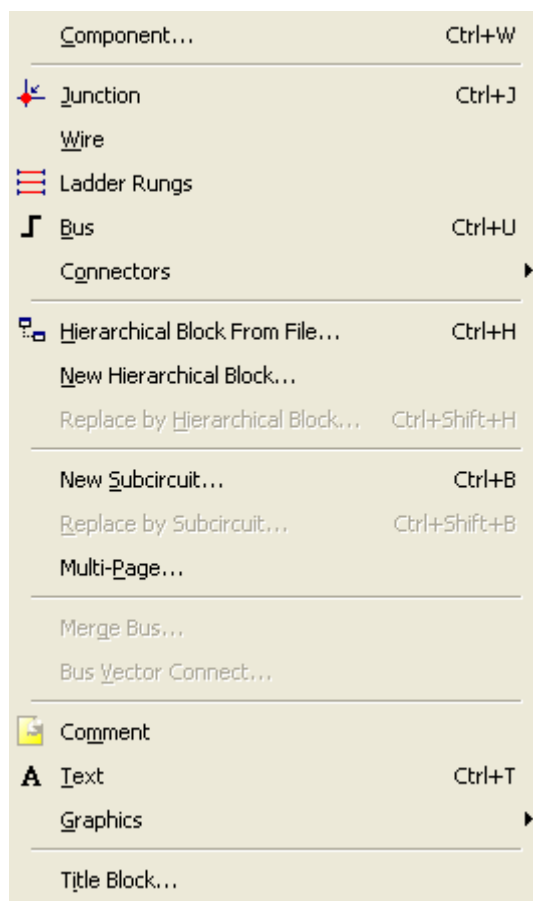 Component... Ctrl+W
Junction Ctrl+J
Wire
Ladder Rungs
Bus Ctrl+U
Connectors
Hierarchical Block From File... Ctrl+H
New Hierarchical Block...
Replace by Hierarchical Block... Ctrl+Shift+H
New Subcircuit... Ctrl+B
Replace by Subcircuit... Ctrl+Shift+B
Multi-Page...
Merge Bus...
Bus Vector Connect...
Comment
A Text Ctrl+T
Graphics
Title Block...